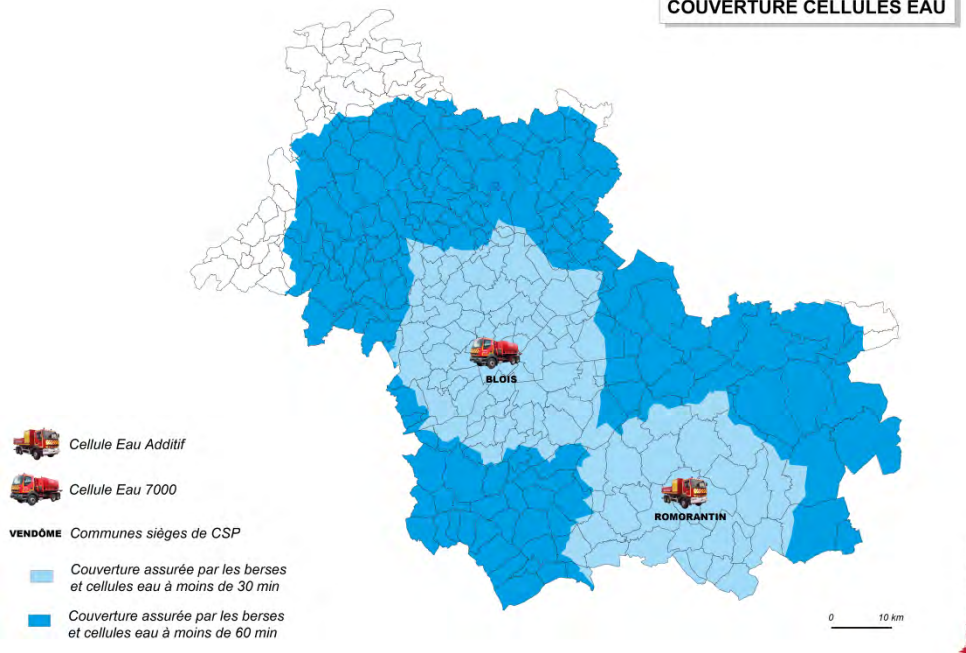 COUVERTURE CELLULES EAU
BLOIS
ROMORANTIN
Cellule Eau Additif
Cellule Eau 7000
VENDÔME Communes sièges de CSP
Couverture assurée par les berses
et cellules eau à moins de 30 min
Couverture assurée par les berses
et cellules eau à moins de 60 min
0 10 km